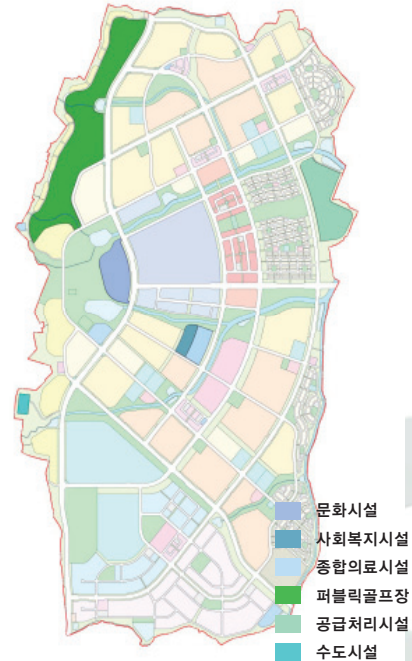 문화시설
사회복지시설
종합의료시설
퍼블릭골프장
공급처리시설
수도시설